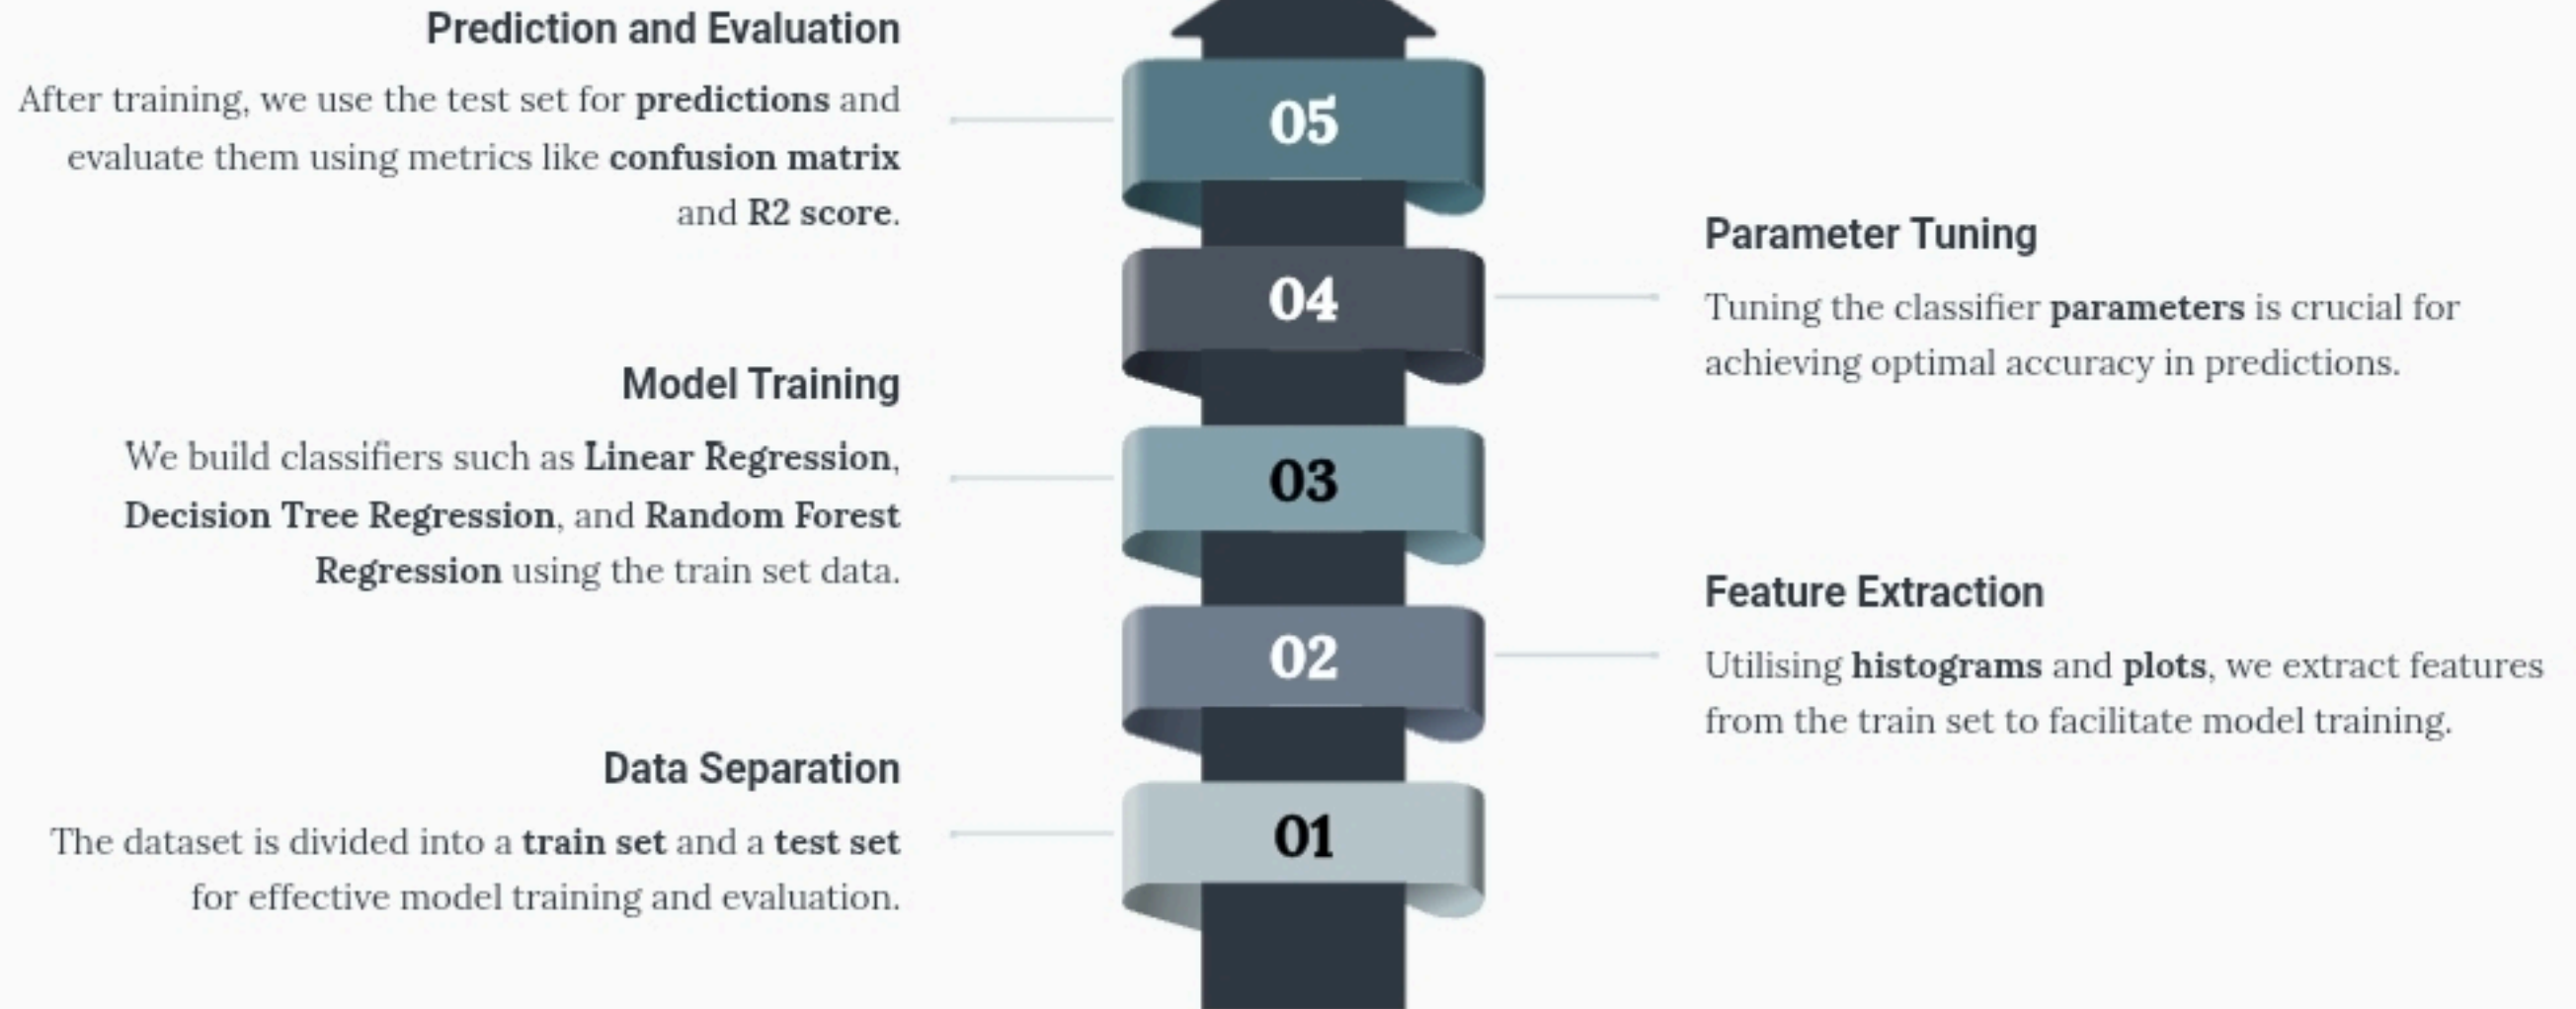 Prediction and Evaluation
After training, we use the test set for predictions and
evaluate them using metrics like confusion matrix
and R2 score.
05
Parameter Tuning
04
Tuning the classifier parameters is crucial for
achieving optimal accuracy in predictions.
Model Training
We build classifiers such as Linear Regression,
Decision Tree Regression, and Random Forest
Regression using the train set data.
03
Feature Extraction
02
Utilising histograms and plots, we extract features
from the train set to facilitate model training.
Data Separation
The dataset is divided into a train set and a test set
for effective model training and evaluation.
01